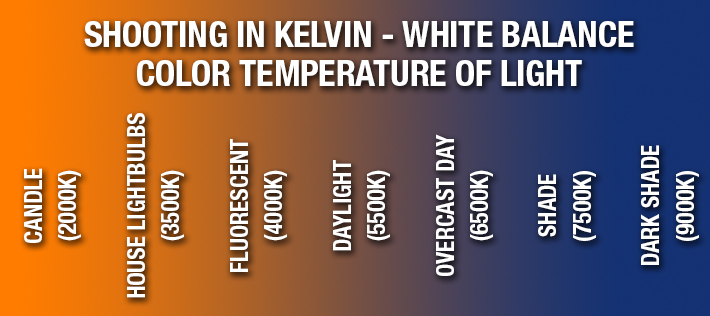 SHOOTING IN KELVIN - WHITE BALANCE
COLOR TEMPERATURE OF LIGHT
CANDLE
(2000K)
HOUSE LIGHTBULBS
(3500K)
FLUORESCENT
(4000K)
DAYLIGHT
(5500K)
OVERCAST DAY
(6500K)
SHADE
(7500K)
DARK SHADE
(9000K)